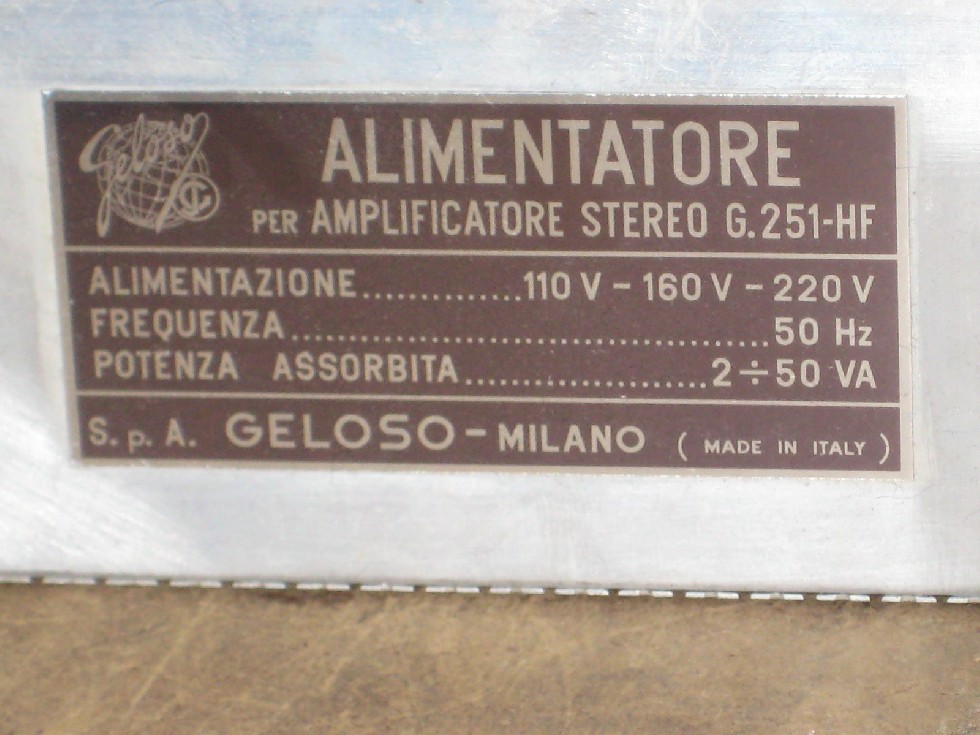 Geloso
ALIMENTATORE
PER AMPLIFICATORE STEREO G.251-HF
ALIMENTAZIONE..............110 V – 160 V – 220 V
FREQUENZA..........................................50 Hz
POTENZA ASSORBITA......................2÷50 VA
S. p. A. GELOSO – MILANO ( MADE IN ITALY )